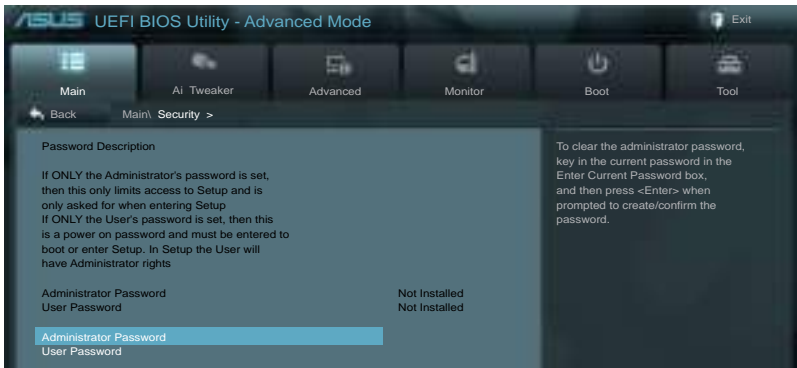 ASUS UEFI BIOS Utility - Advanced Mode
Exit
Main
Ai Tweaker
Advanced
Monitor
Boot
Tool
Back
Main\ Security >
Password Description
If ONLY the Administrator's password is set,
then this only limits access to Setup and is
only asked for when entering Setup
If ONLY the User's password is set, then this
is a power on password and must be entered to
boot or enter Setup. In Setup the User will
have Administrator rights
Administrator Password Not Installed
User Password Not Installed
Administrator Password
User Password
To clear the administrator password,
key in the current password in the
Enter Current Password box,
and then press <Enter> when
prompted to create/confirm the
password.